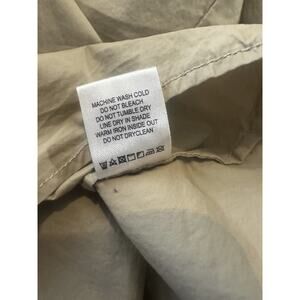 MACHINE WASH COLD
DO NOT BLEACH
DO NOT TUMBLE DRY
LINE DRY IN SHADE
WARM IRON INSIDE OUT
DO NOT DRYCLEAN